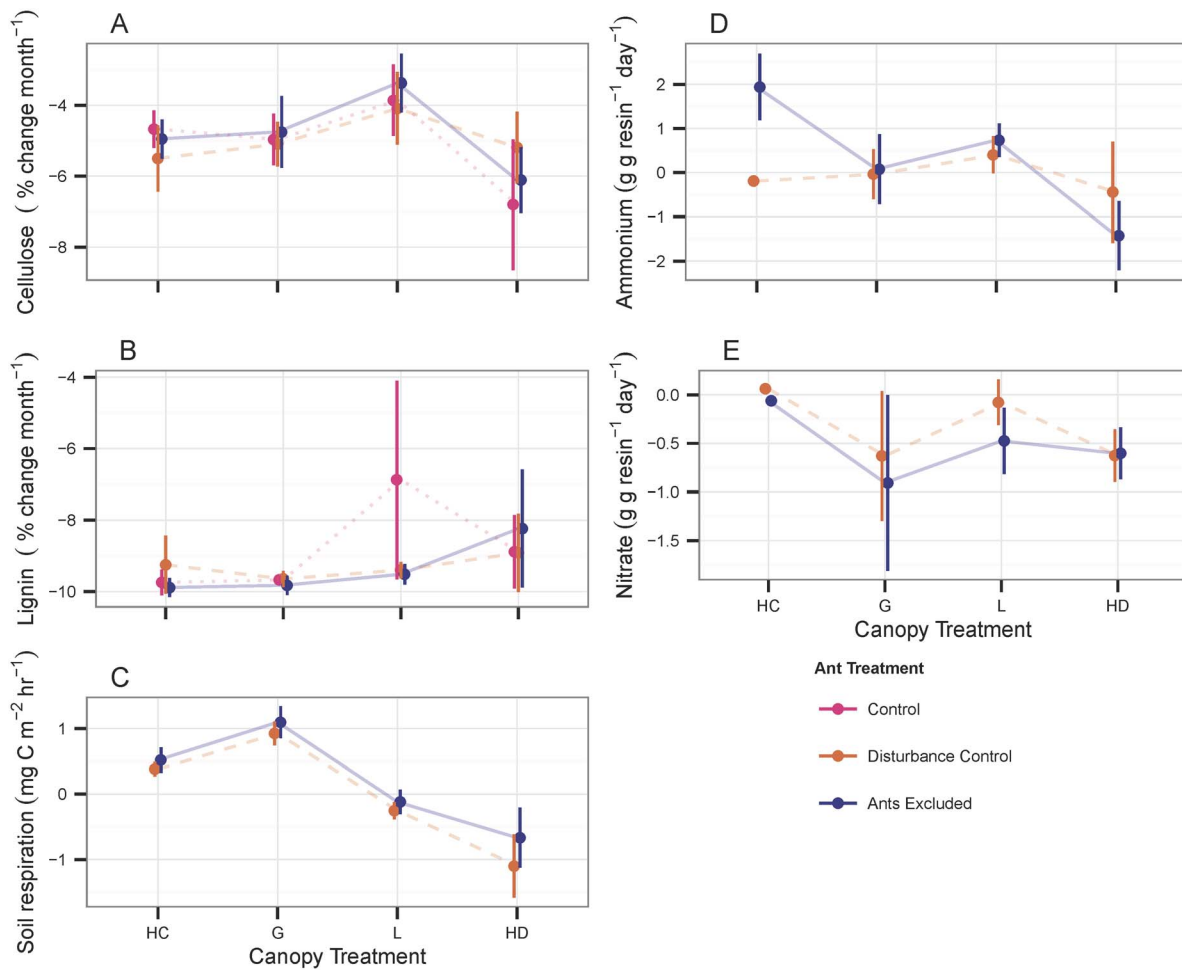 A
Cellulose ( % change month⁻¹)
−4
−6
−8
B
Lignin ( % change month⁻¹)
−4
−6
−8
−10
C
Soil respiration (mg C m⁻² hr⁻¹)
1
0
−1
HC G L HD
Canopy Treatment
D
Ammonium (g g resin⁻¹ day⁻¹)
2
1
0
−1
−2
E
Nitrate (g g resin⁻¹ day⁻¹)
0.0
−0.5
−1.0
−1.5
HC G L HD
Canopy Treatment
Ant Treatment
Control
Disturbance Control
Ants Excluded